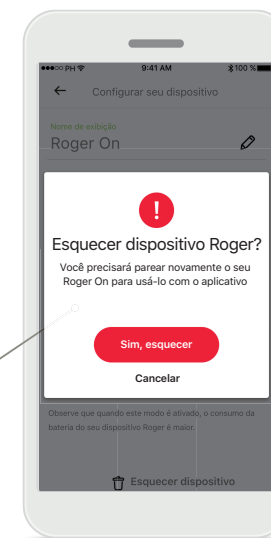 PH 9:41 AM 100 %
Configurar seu dispositivo
Nome de exibição
Roger On
!
Esquecer dispositivo Roger?
Você precisará parear novamente o seu
Roger On para usá-lo com o aplicativo
Sim, esquecer
Cancelar
Observe que quando este modo é ativado, o consumo da
bateria do seu dispositivo Roger é maior.
Esquecer dispositivo